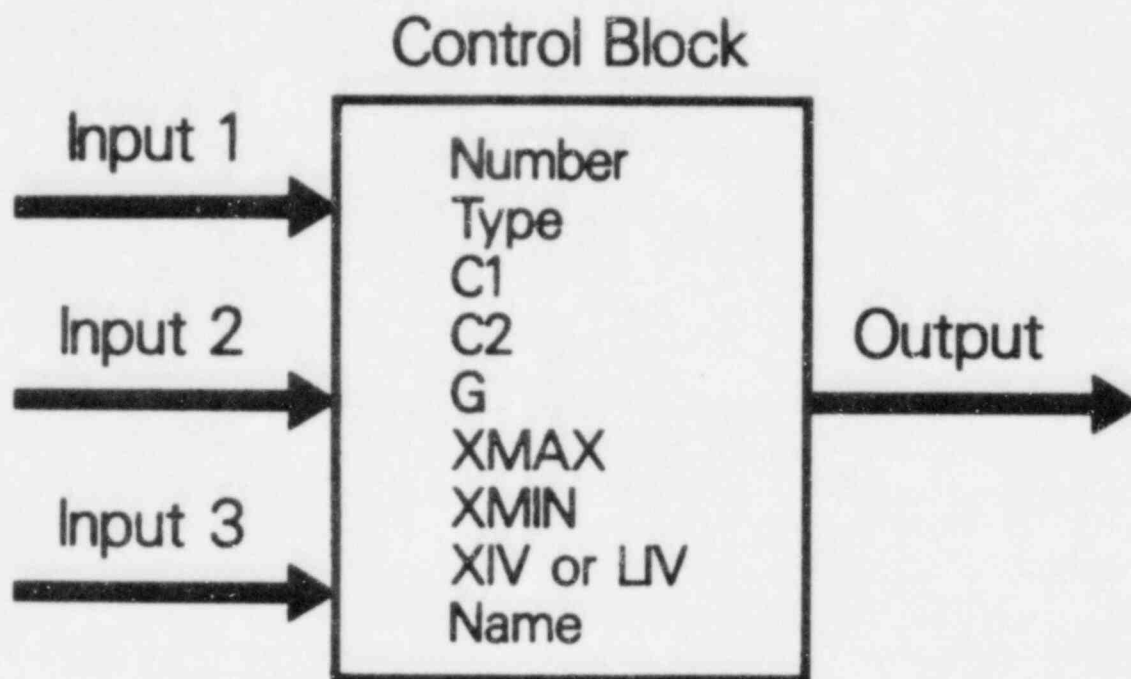 Control Block
Input 1
Input 2
Input 3
Number
Type
C1
C2
G
XMAX
XMIN
XIV or LIV
Name
Output